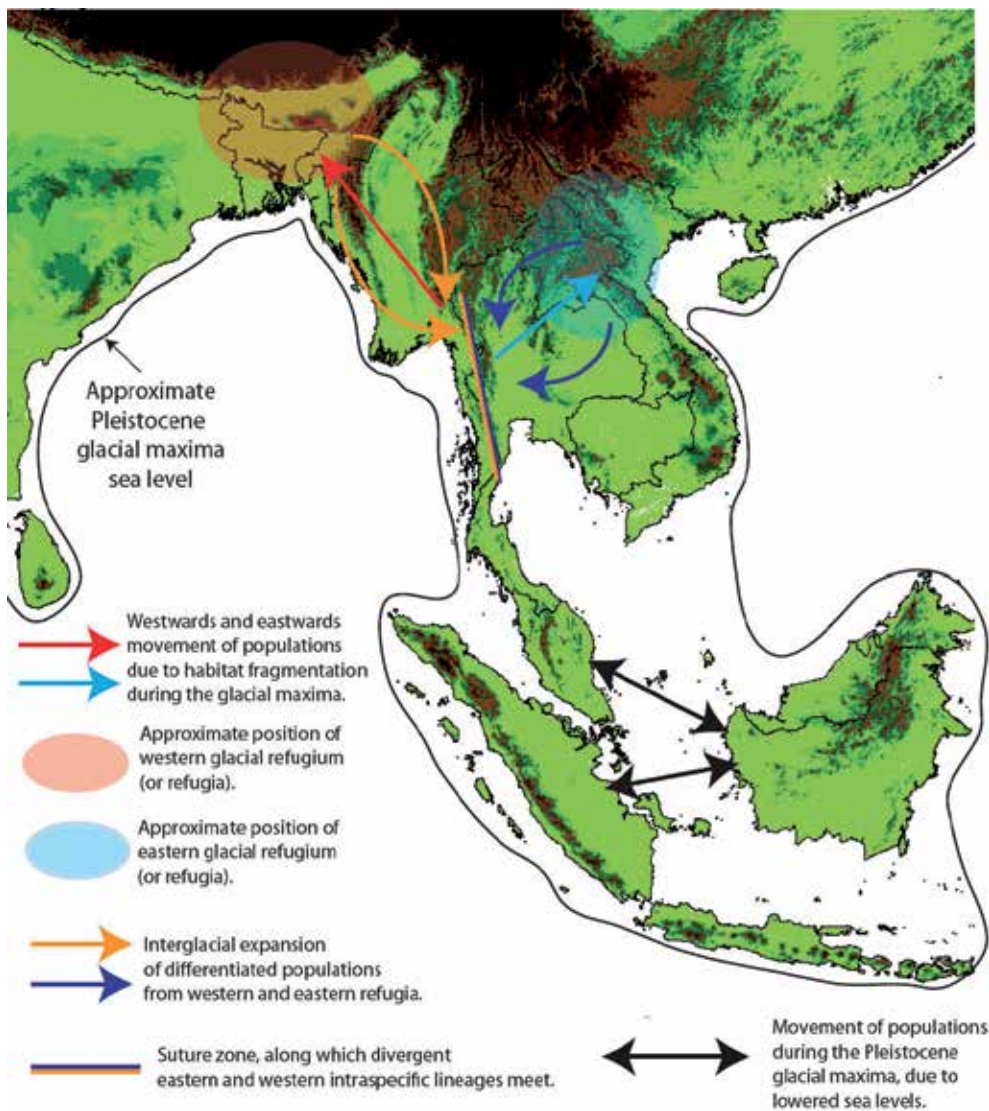 Approximate
Pleistocene
glacial maxima
sea level
Westwards and eastwards
movement of populations
due to habitat fragmentation
during the glacial maxima.
Approximate position of
western glacial refugium
(or refugia).
Approximate position of
eastern glacial refugium
(or refugia).
Interglacial expansion
of differentiated populations
from western and eastern refugia.
Suture zone, along which divergent
eastern and western intraspecific lineages meet.
Movement of populations
during the Pleistocene
glacial maxima, due to
lowered sea levels.